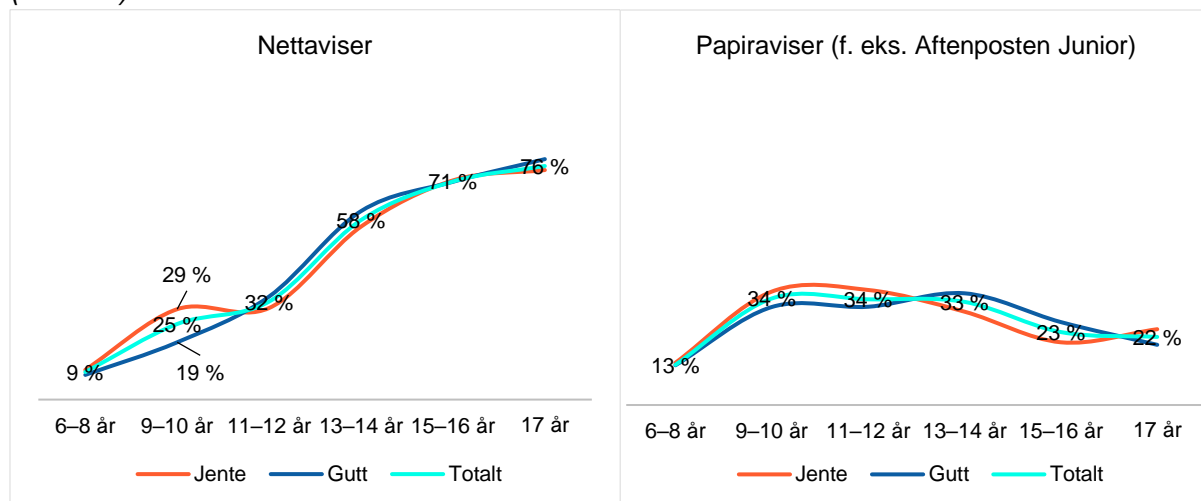 Nettaviser
76 %
71 %
58 %
29 %
32 %
25 %
9 %
19 %
6–8 år 9–10 år 11–12 år 13–14 år 15–16 år 17 år
Jente Gutt Totalt
Papiraviser (f. eks. Aftenposten Junior)
34 % 34 % 33 %
23 % 22 %
13 %
6–8 år 9–10 år 11–12 år 13–14 år 15–16 år 17 år
Jente Gutt Totalt